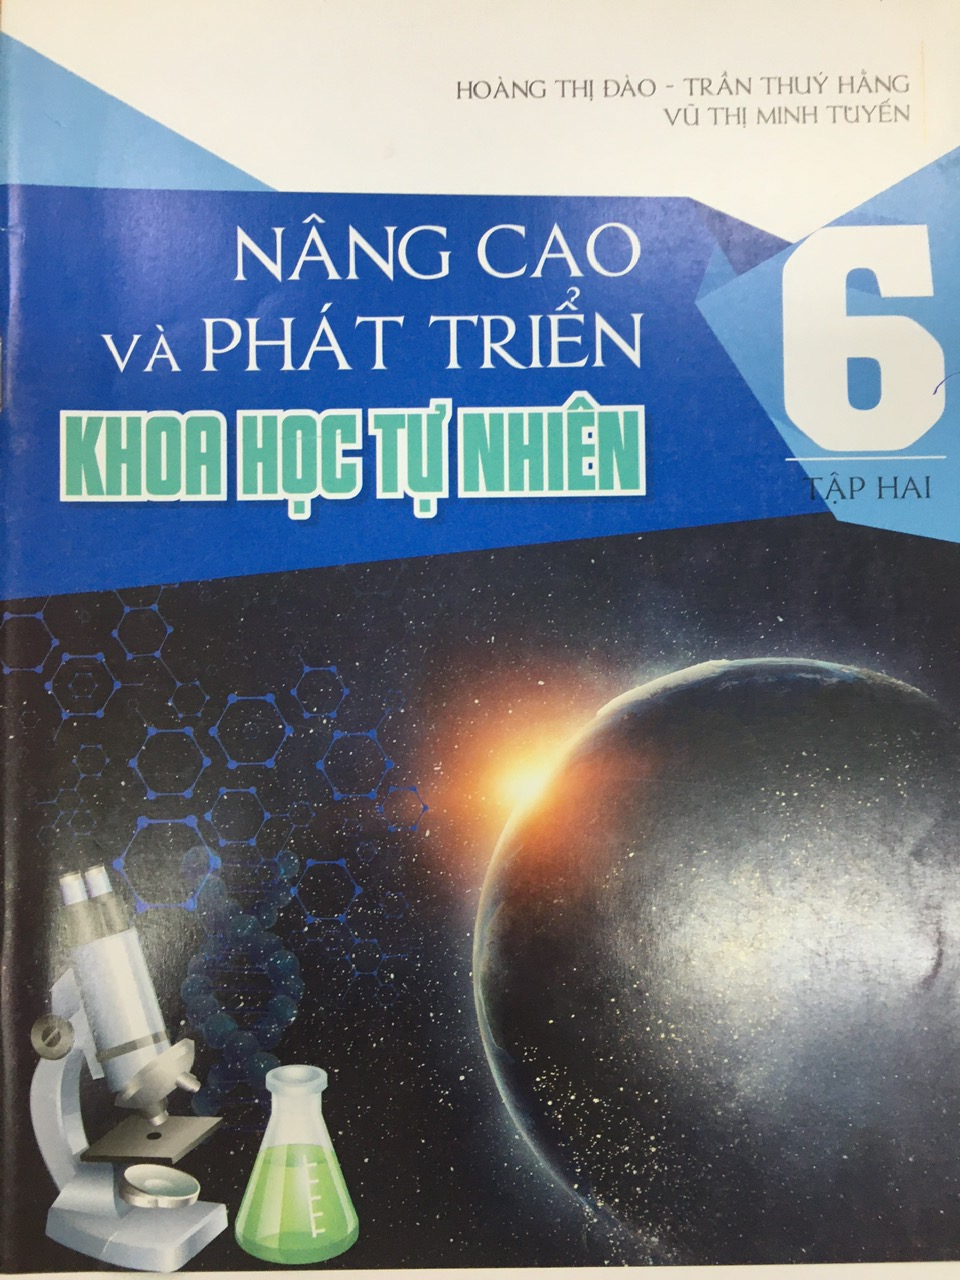 HOÀNG THỊ ĐÀO - TRẦN THUÝ HẰNG
VŨ THỊ MINH TUYẾN
NÂNG CAO
VÀ PHÁT TRIỂN
KHOA HỌC TỰ NHIÊN
6
TẬP HAI